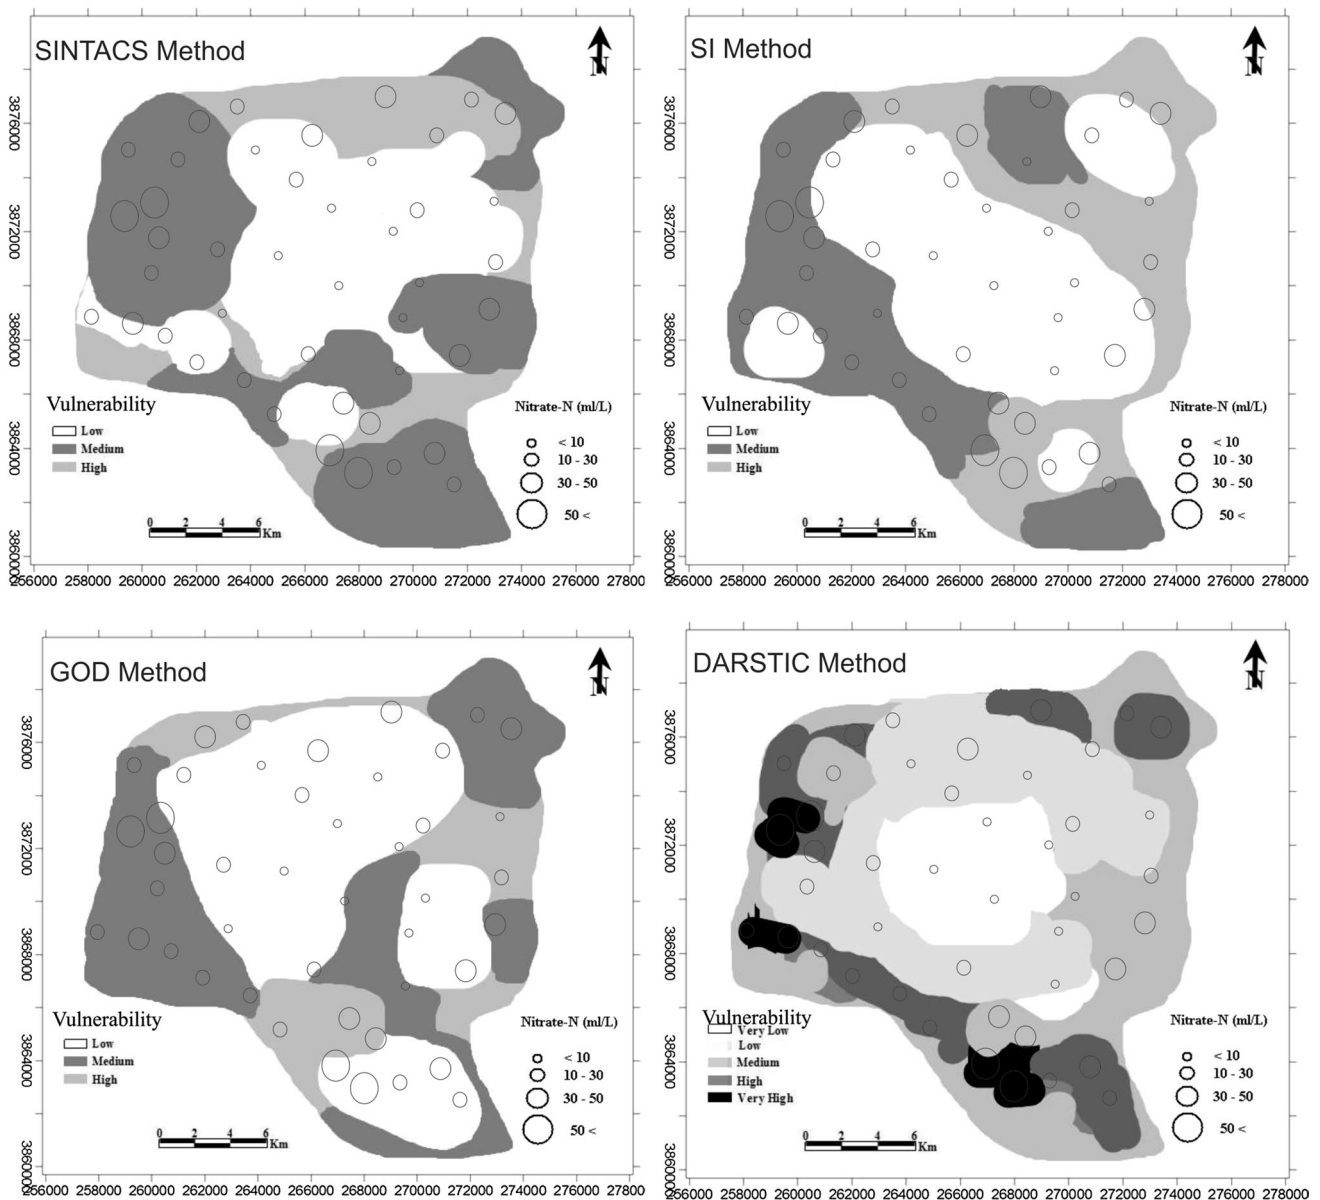 SINTACS Method
N
3876000
3872000
3868000
3864000
3860000
Vulnerability
Low
Medium
High
Nitrate-N (ml/L)
< 10
10 - 30
30 - 50
50 <
0 2 4 6
Km
256000 258000 260000 262000 264000 266000 268000 270000 272000 274000 276000 27800
SI Method
N
3876000
3872000
3868000
3864000
3860000
Vulnerability
Low
Medium
High
Nitrate-N (ml/L)
< 10
10 - 30
30 - 50
50 <
0 2 4 6
Km
256000 258000 260000 262000 264000 266000 268000 270000 272000 274000 276000 278000
GOD Method
N
3876000
3872000
3868000
3864000
3860000
Vulnerability
Low
Medium
High
Nitrate-N (ml/L)
< 10
10 - 30
30 - 50
50 <
0 2 4 6
Km
256000 258000 260000 262000 264000 266000 268000 270000 272000 274000 276000 27800
DARSTIC Method
N
3876000
3872000
3868000
3864000
3860000
Vulnerability
Very Low
Low
Medium
High
Very High
Nitrate-N (ml/L)
< 10
10 - 30
30 - 50
50 <
0 2 4 6
Km
256000 258000 260000 262000 264000 266000 268000 270000 272000 274000 276000 278000